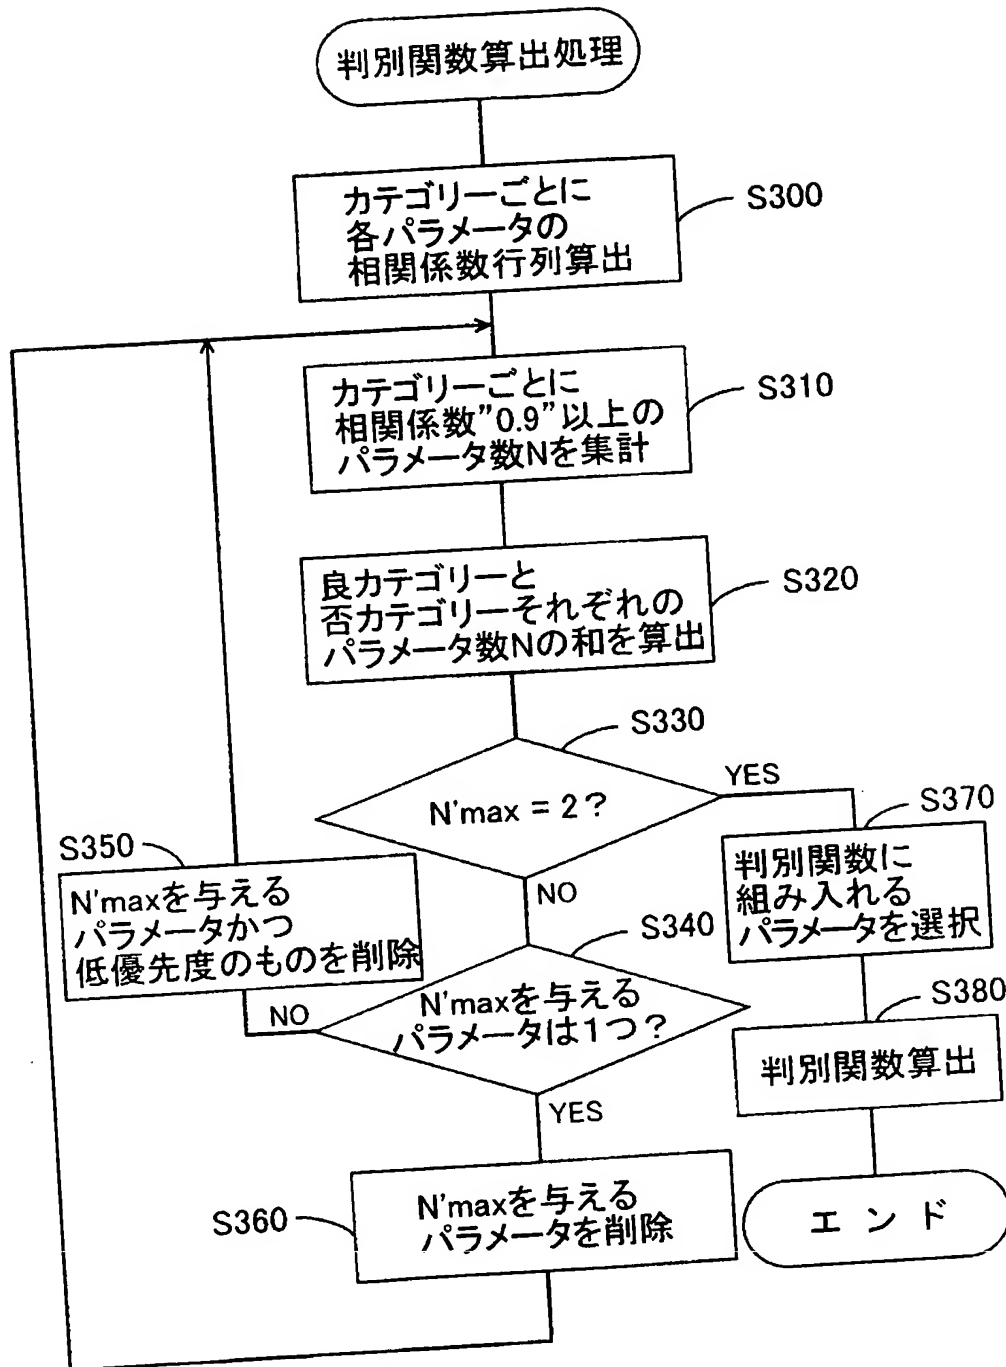 判別関数算出処理
カテゴリーごとに
各パラメータの
相関係数行列算出
S300
カテゴリーごとに
相関係数"0.9"以上の
パラメータ数Nを集計
S310
良カテゴリーと
否カテゴリーそれぞれの
パラメータ数Nの和を算出
S320
S330
N'max = 2?
YES
NO
S370
判別関数に
組み入れる
パラメータを選択
S350
N'maxを与える
パラメータかつ
低優先度のものを削除
S340
N'maxを与える
パラメータは1つ?
NO
YES
S380
判別関数算出
S360
N'maxを与える
パラメータを削除
エンド